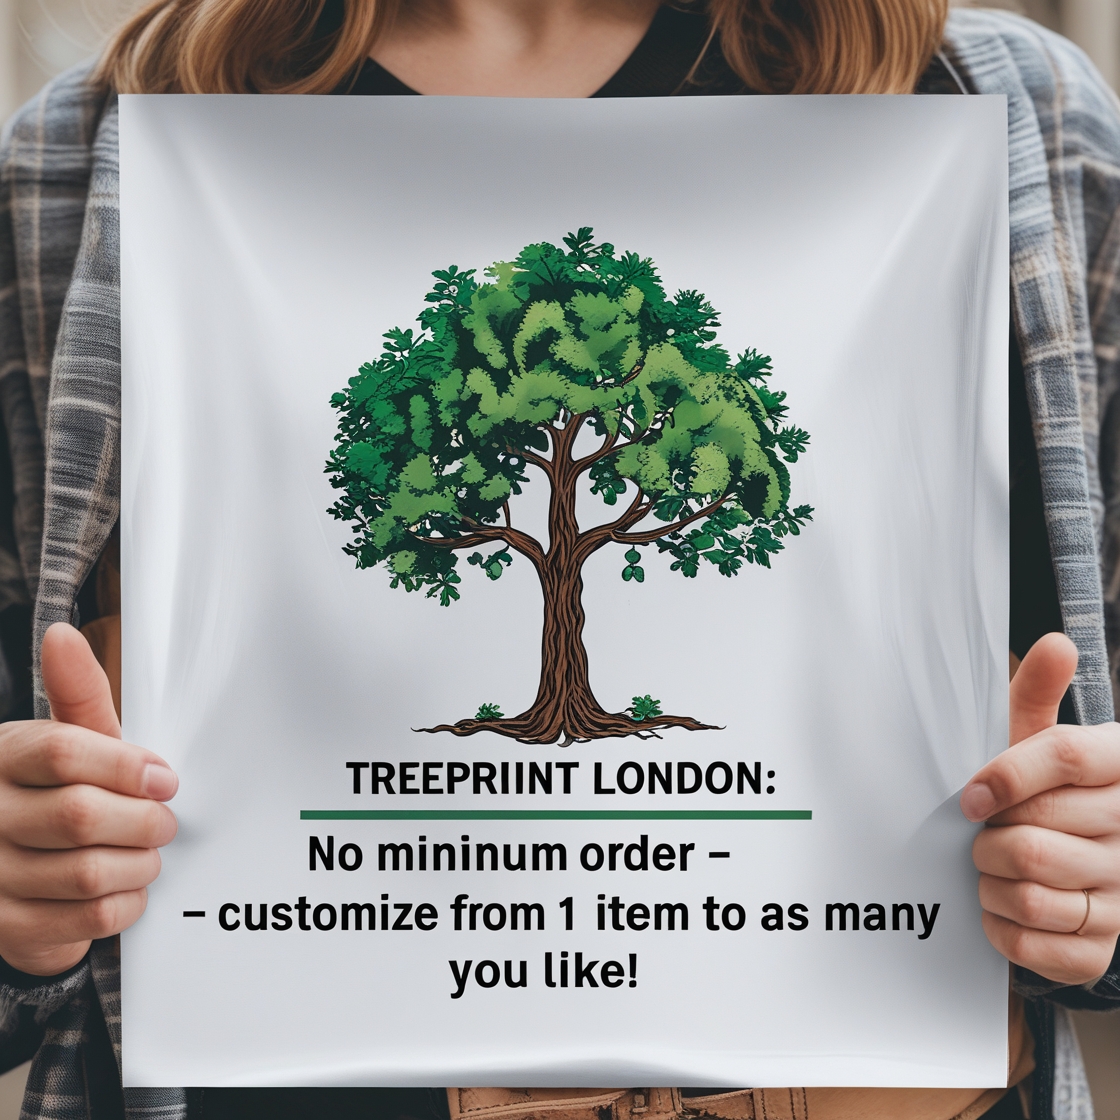 TREEPRIINT LONDON:
No mininum order –
– customize from 1 item to as many
you like!